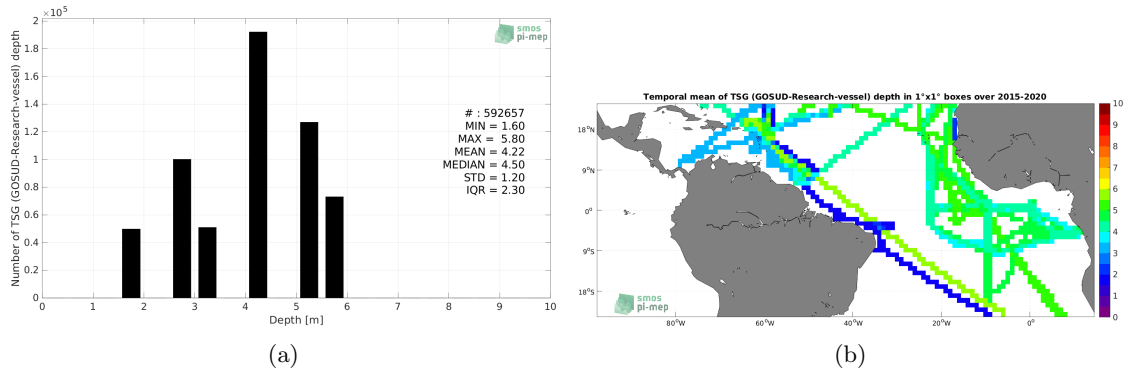 ×10⁵
2
1.8
1.6
1.4
1.2
1
0.8
0.6
0.4
0.2
0
Number of TSG (GOSUD-Research-vessel) depth
smos
pi-mep
# : 592657
MIN = 1.60
MAX = 5.80
MEAN = 4.22
MEDIAN = 4.50
STD = 1.20
IQR = 2.30
0 1 2 3 4 5 6 7 8 9 10
Depth [m]
(a)
Temporal mean of TSG (GOSUD-Research-vessel) depth in 1°x1° boxes over 2015-2020
18°N
9°N
0°
9°S
18°S
smos
pi-mep
80°W 60°W 40°W 20°W 0°
10
9
8
7
6
5
4
3
2
1
0
(b)